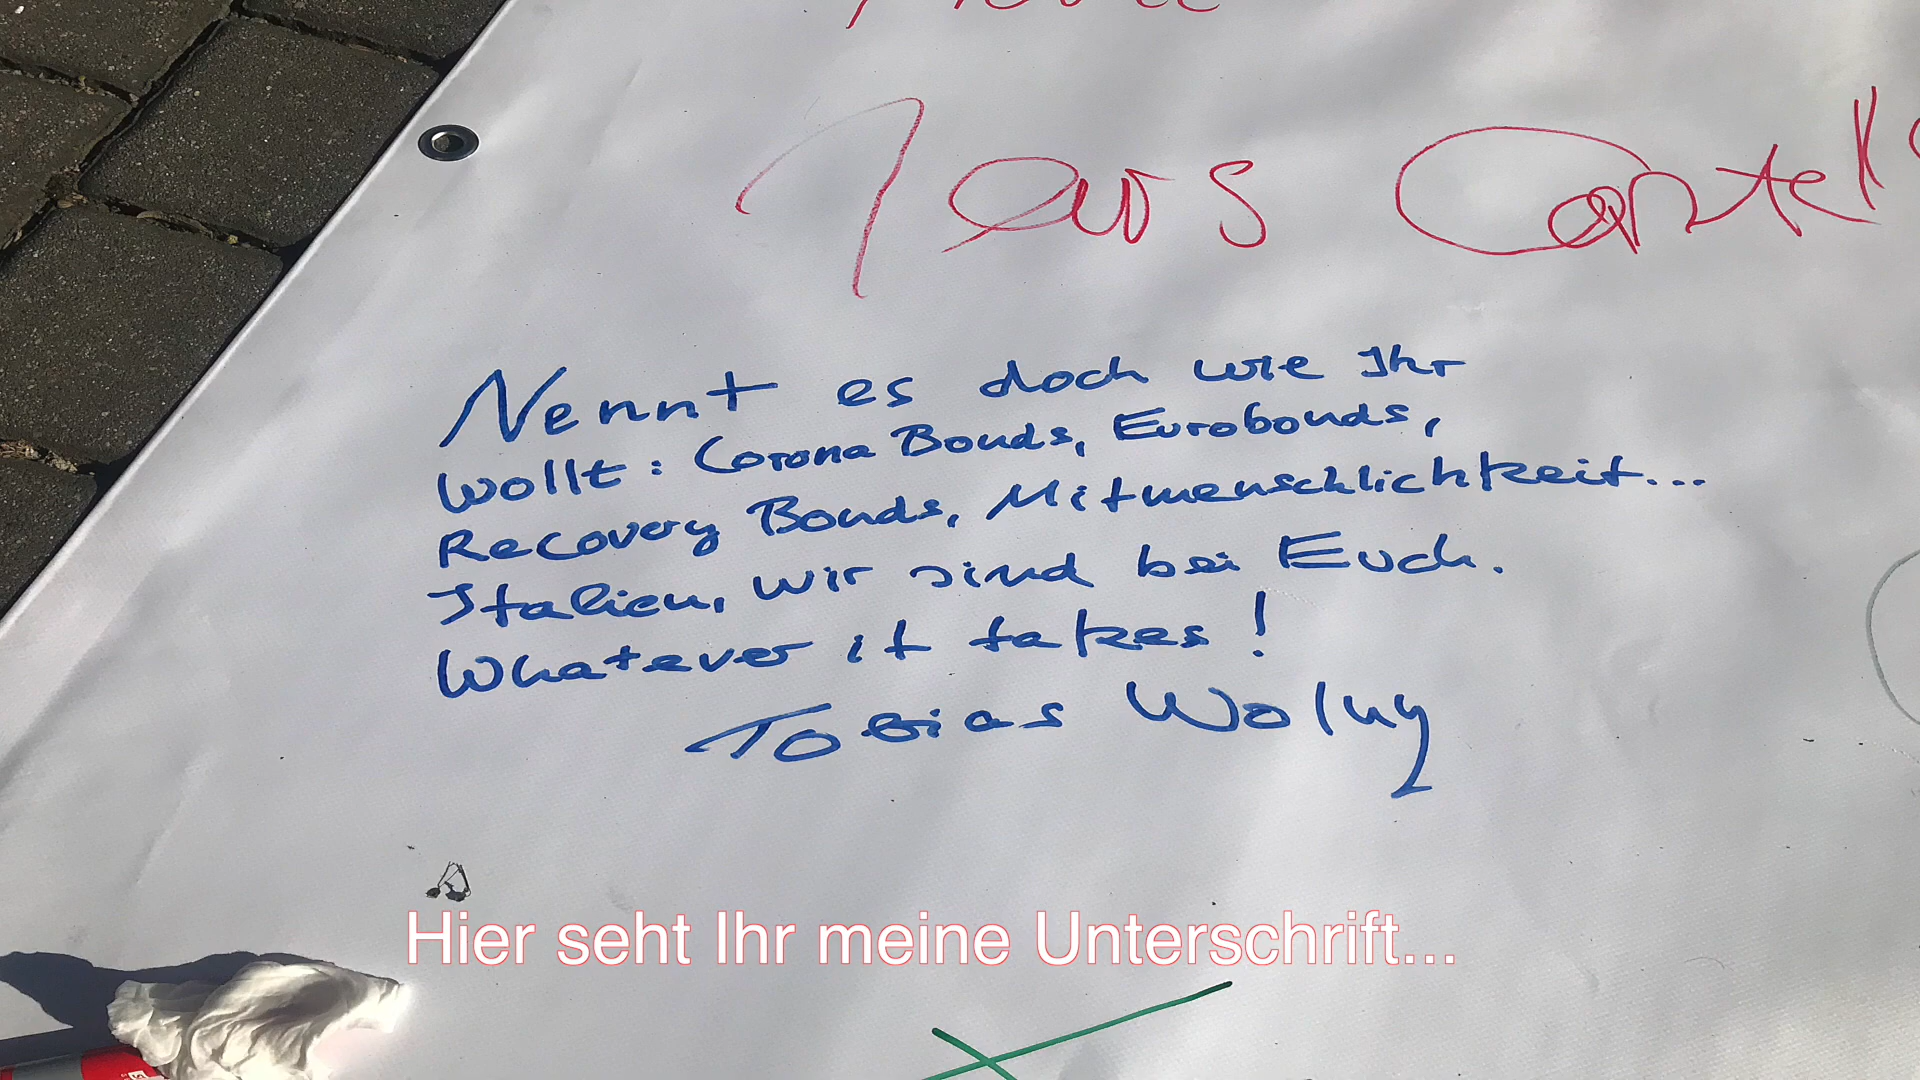 Nennt es doch wie Ihr
wollt: Corona Bonds, Eurobonds,
Recovery Bonds, Mitmenschlichkeit...
Italien, wir sind bei Euch.
Whatever it takes!
Tobias Wolny
Hier seht Ihr meine Unterschrift...